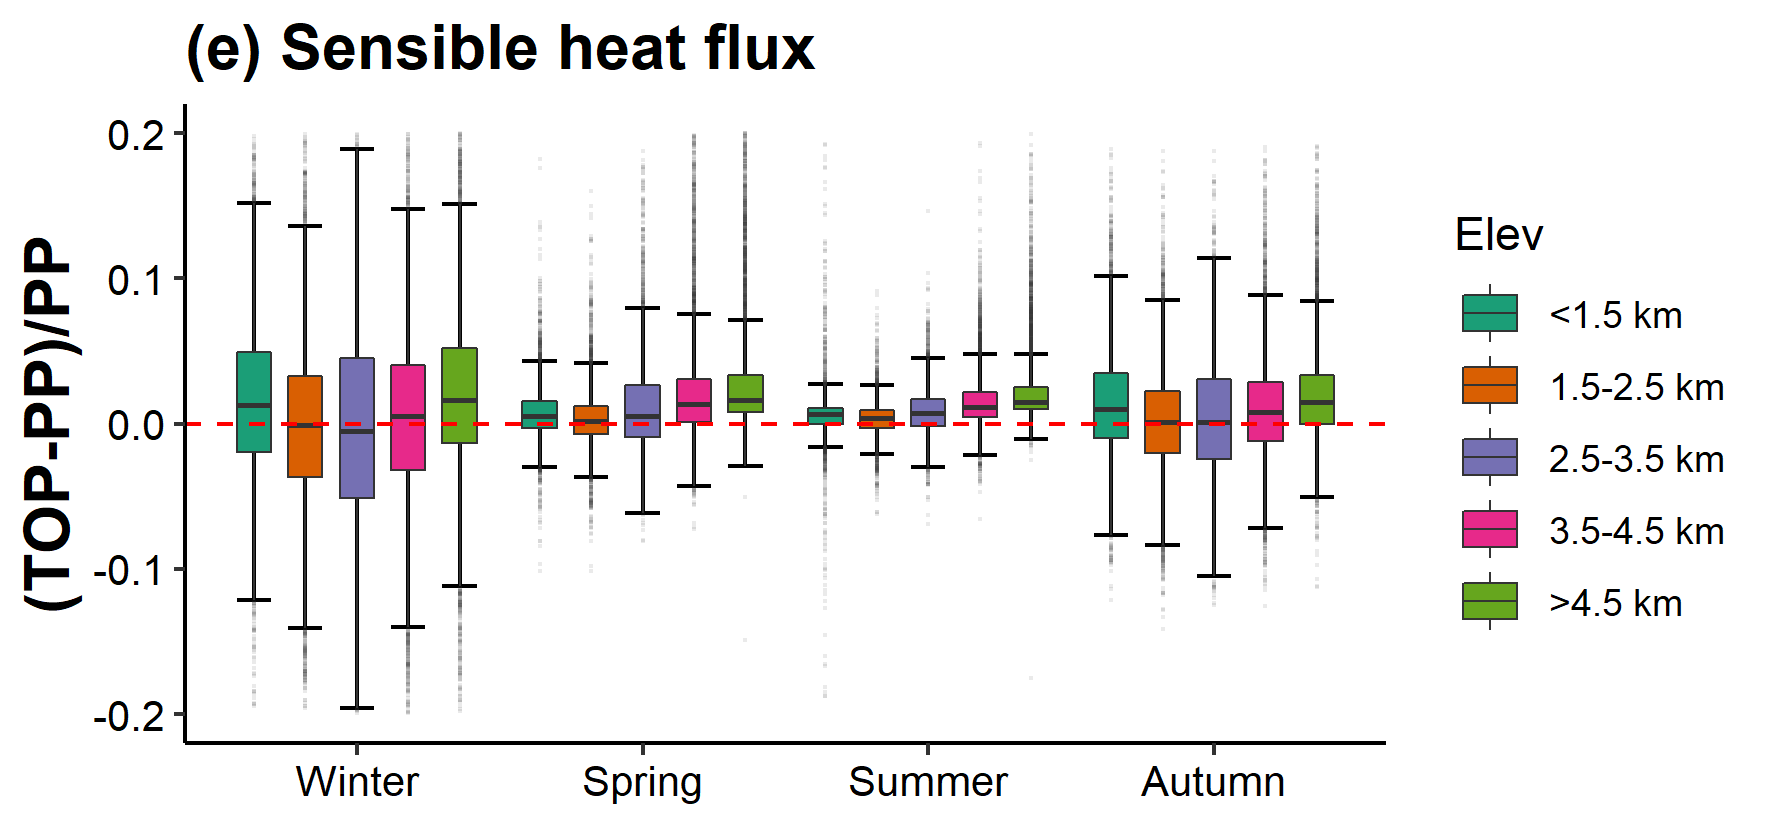 (e) Sensible heat flux
(TOP-PP)/PP
0.2
0.1
0.0
-0.1
-0.2
Winter
Spring
Summer
Autumn
Elev
<1.5 km
1.5-2.5 km
2.5-3.5 km
3.5-4.5 km
>4.5 km